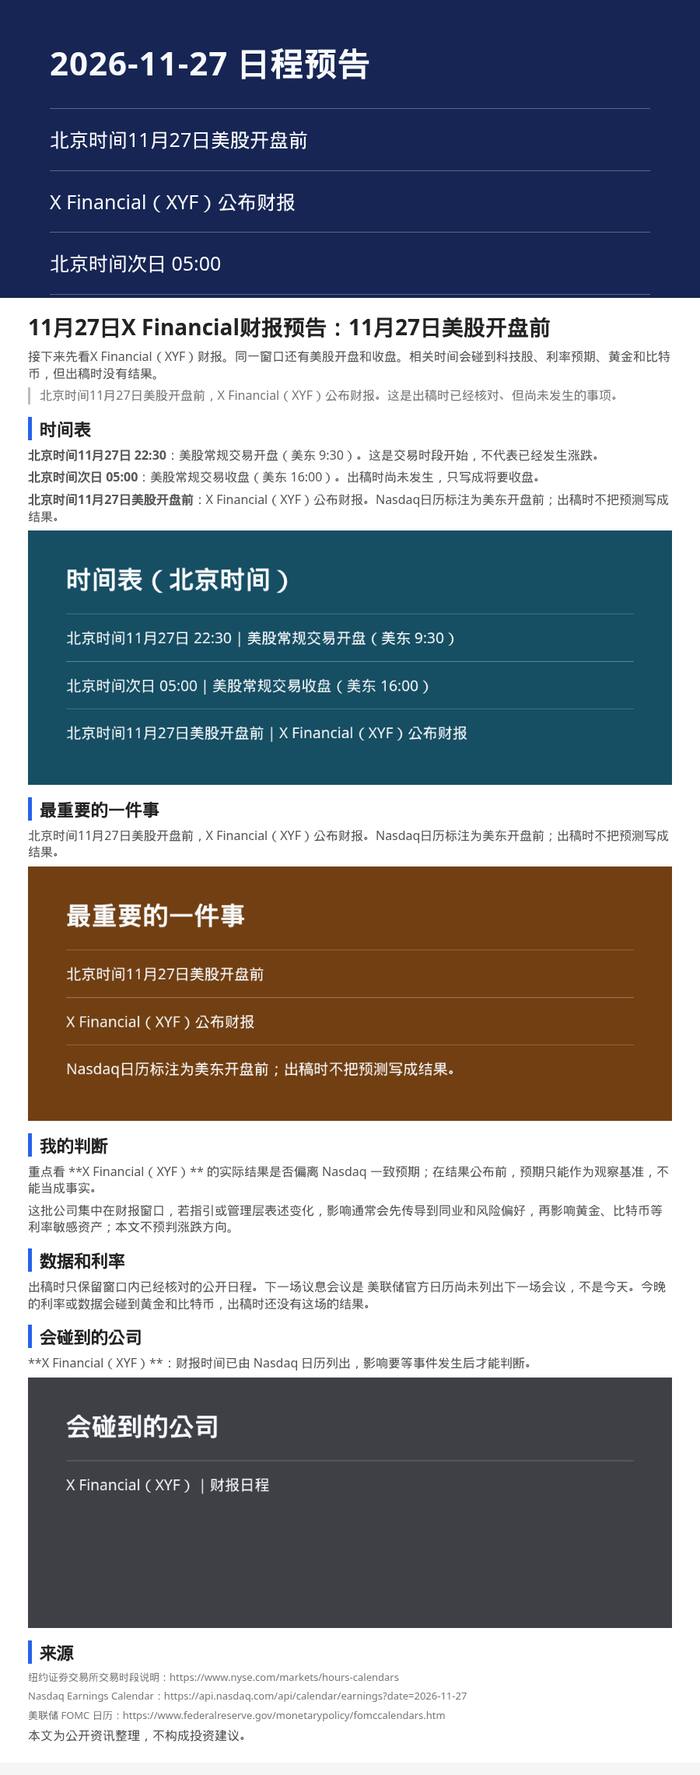 2026-11-27 日程预告
北京时间11月27日美股开盘前
X Financial（XYF）公布财报
北京时间次日 05:00
11月27日X Financial财报预告：11月27日美股开盘前
接下来先看X Financial（XYF）财报。同一窗口还有美股开盘和收盘。相关时间会碰到科技股、利率预期、黄金和比特
币，但出稿时没有结果。
北京时间11月27日美股开盘前，X Financial（XYF）公布财报。这是出稿时已经核对、但尚未发生的事项。
时间表
北京时间11月27日 22:30：美股常规交易开盘（美东 9:30）。这是交易时段开始，不代表已经发生涨跌。
北京时间次日 05:00：美股常规交易收盘（美东 16:00）。出稿时尚未发生，只写成将要收盘。
北京时间11月27日美股开盘前：X Financial（XYF）公布财报。Nasdaq日历标注为美东开盘前；出稿时不把预测写成
结果。
时间表（北京时间）
北京时间11月27日 22:30 | 美股常规交易开盘（美东 9:30）
北京时间次日 05:00 | 美股常规交易收盘（美东 16:00）
北京时间11月27日美股开盘前 | X Financial（XYF）公布财报
最重要的一件事
北京时间11月27日美股开盘前，X Financial（XYF）公布财报。Nasdaq日历标注为美东开盘前；出稿时不把预测写成
结果。
最重要的一件事
北京时间11月27日美股开盘前
X Financial（XYF）公布财报
Nasdaq日历标注为美东开盘前；出稿时不把预测写成结果。
我的判断
重点看 **X Financial（XYF）** 的实际结果是否偏离 Nasdaq 一致预期；在结果公布前，预期只能作为观察基准，不
能当成事实。
这批公司集中在财报窗口，若指引或管理层表述变化，影响通常会先传导到同业和风险偏好，再影响黄金、比特币等
利率敏感资产；本文不预判涨跌方向。
数据和利率
出稿时只保留窗口内已经核对的公开日程。下一场议息会议是 美联储官方日历尚未列出下一场会议，不是今天。今晚
的利率或数据会碰到黄金和比特币，出稿时还没有这场的结果。
会碰到的公司
**X Financial（XYF）**：财报时间已由 Nasdaq 日历列出，影响要等事件发生后才能判断。
会碰到的公司
X Financial（XYF） | 财报日程
来源
纽约证券交易所交易时段说明：https://www.nyse.com/markets/hours-calendars
Nasdaq Earnings Calendar：https://api.nasdaq.com/api/calendar/earnings?date=2026-11-27
美联储 FOMC 日历：https://www.federalreserve.gov/monetarypolicy/fomccalendars.htm
本文为公开资讯整理，不构成投资建议。